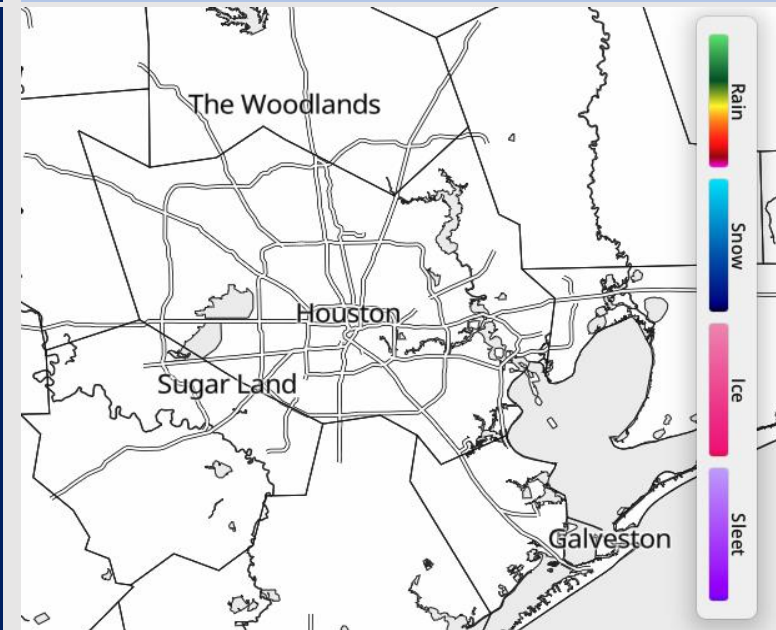 The Woodlands
Houston
Sugar Land
Galveston
Rain
Snow
Ice
Sleet